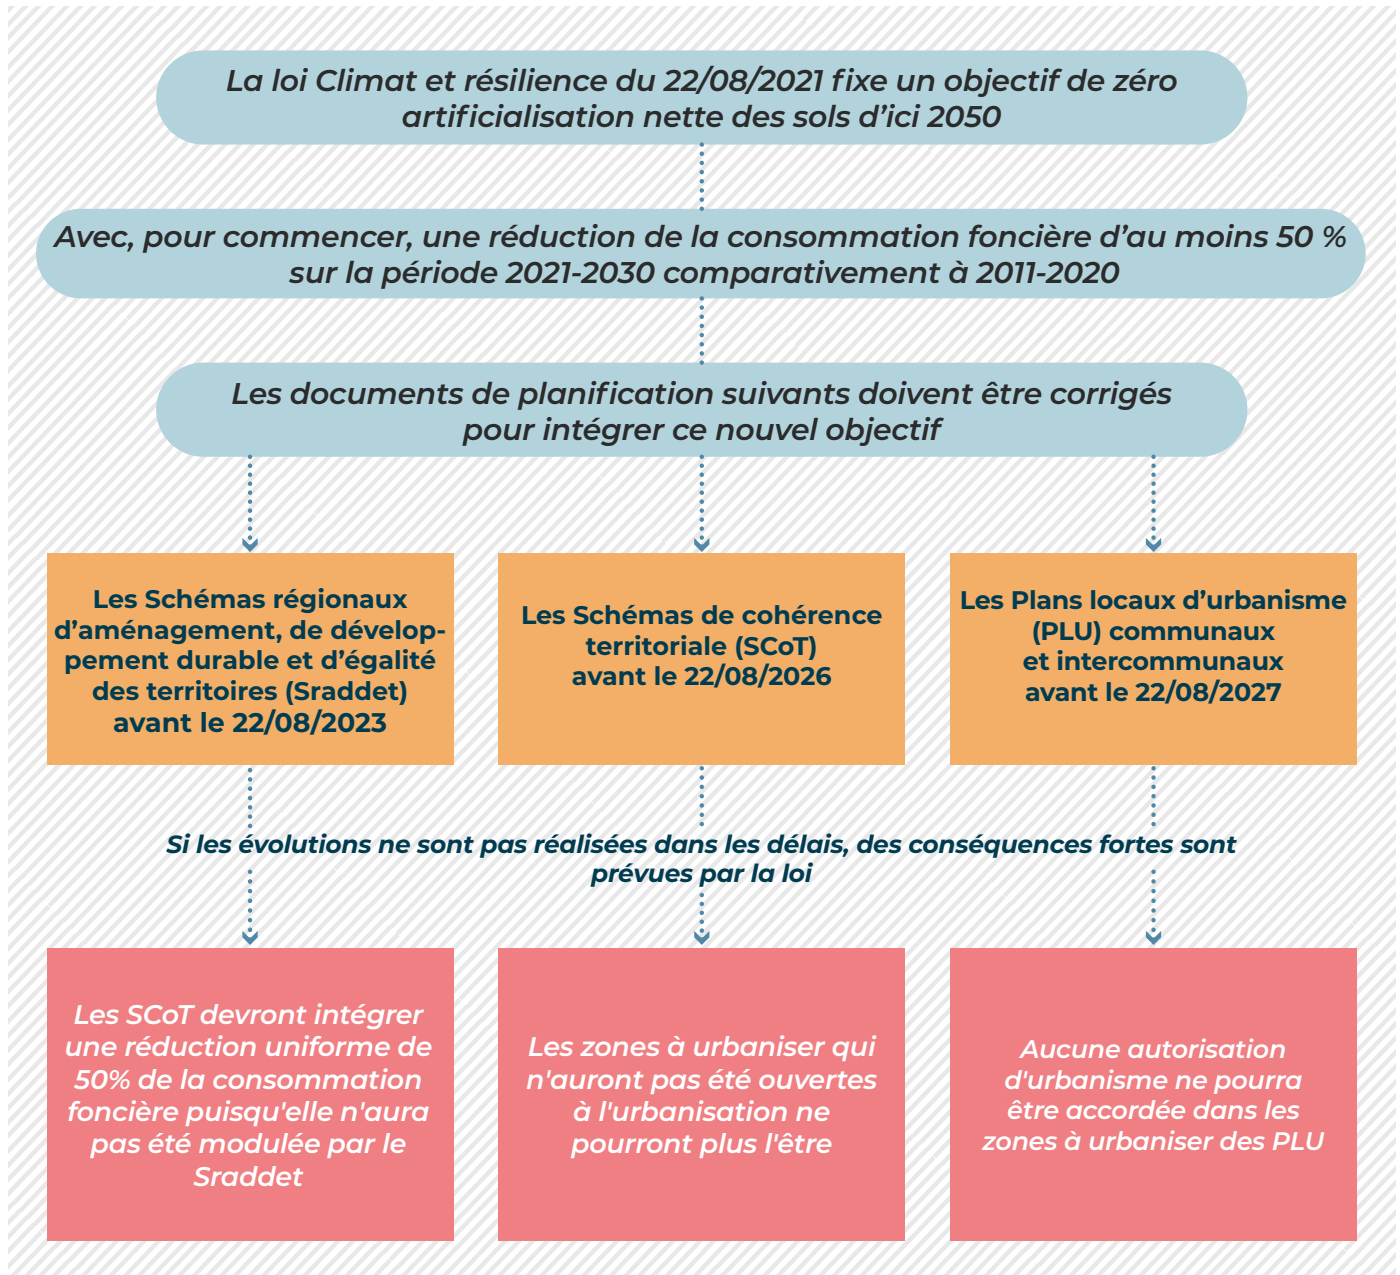 La loi Climat et résilience du 22/08/2021 fixe un objectif de zéro
artificialisation nette des sols d’ici 2050
Avec, pour commencer, une réduction de la consommation foncière d’au moins 50 %
sur la période 2021-2030 comparativement à 2011-2020
Les documents de planification suivants doivent être corrigés
pour intégrer ce nouvel objectif
Les Schémas régionaux
d’aménagement, de dévelop-
pement durable et d’égalité
des territoires (Sraddet)
avant le 22/08/2023
Les Schémas de cohérence
territoriale (SCoT)
avant le 22/08/2026
Les Plans locaux d’urbanisme
(PLU) communaux
et intercommunaux
avant le 22/08/2027
Si les évolutions ne sont pas réalisées dans les délais, des conséquences fortes sont
prévues par la loi
Les SCoT devront intégrer
une réduction uniforme de
50% de la consommation
foncière puisqu'elle n'aura
pas été modulée par le
Sraddet
Les zones à urbaniser qui
n'auront pas été ouvertes
à l'urbanisation ne
pourront plus l'être
Aucune autorisation
d'urbanisme ne pourra
être accordée dans les
zones à urbaniser des PLU